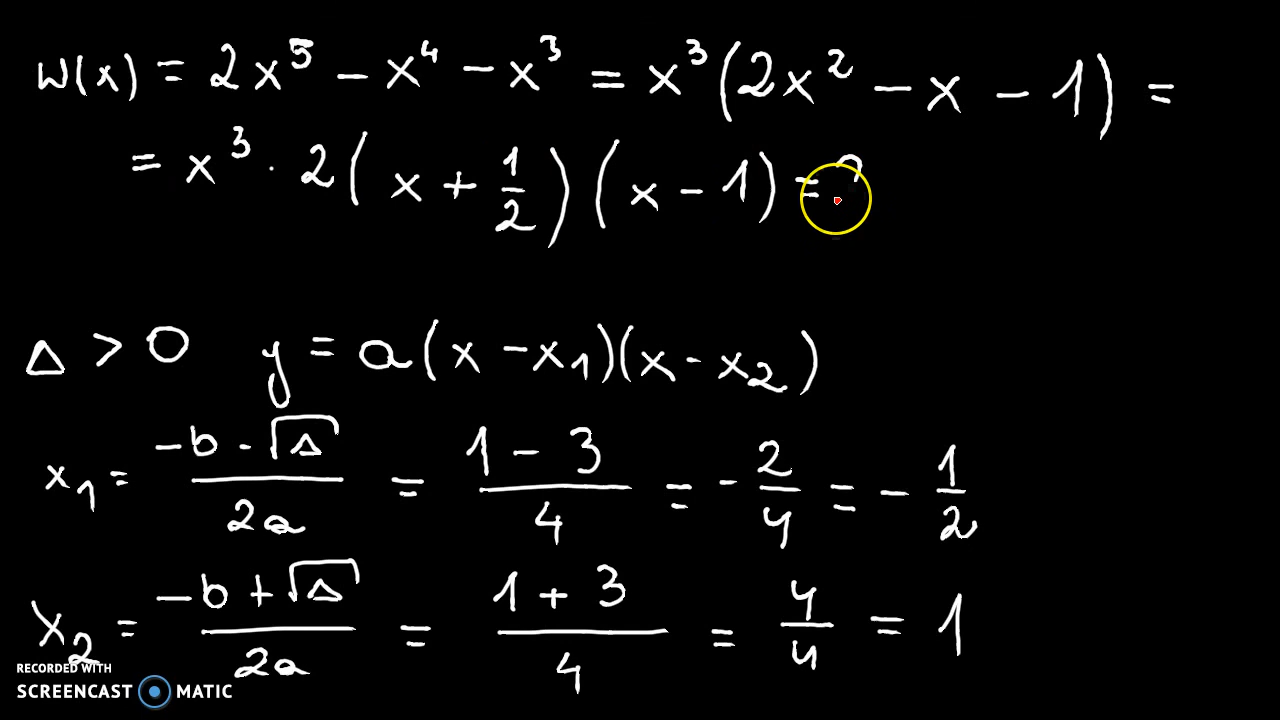 W(x) = 2x⁵ - x⁴ - x³ = x³(2x² - x - 1) =
= x³ · 2(x + 1/2)(x - 1) =
Δ > 0 y = a(x - x₁)(x - x₂)
x₁ = (-b - √Δ)/2a = (1 - 3)/4 = - 2/4 = - 1/2
x₂ = (-b + √Δ)/2a = (1 + 3)/4 = 4/4 = 1
RECORDED WITH
SCREENCAST MATIC